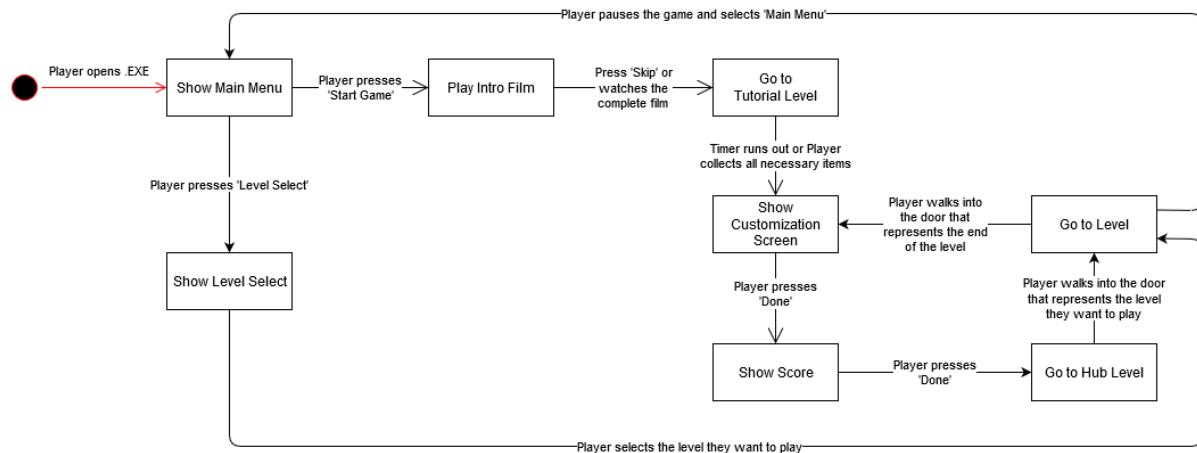 Player pauses the game and selects 'Main Menu'
Player opens .EXE
Show Main Menu
Player presses
'Start Game'
Play Intro Film
Press 'Skip' or
watches the
complete film
Go to
Tutorial Level
Timer runs out or Player
collects all necessary items
Player presses 'Level Select'
Show
Customization
Screen
Player walks into
the door that
represents the end
of the level
Go to Level
Show Level Select
Player presses
'Done'
Player walks into the door
that represents the level
they want to play
Show Score
Player presses
'Done'
Go to Hub Level
Player selects the level they want to play